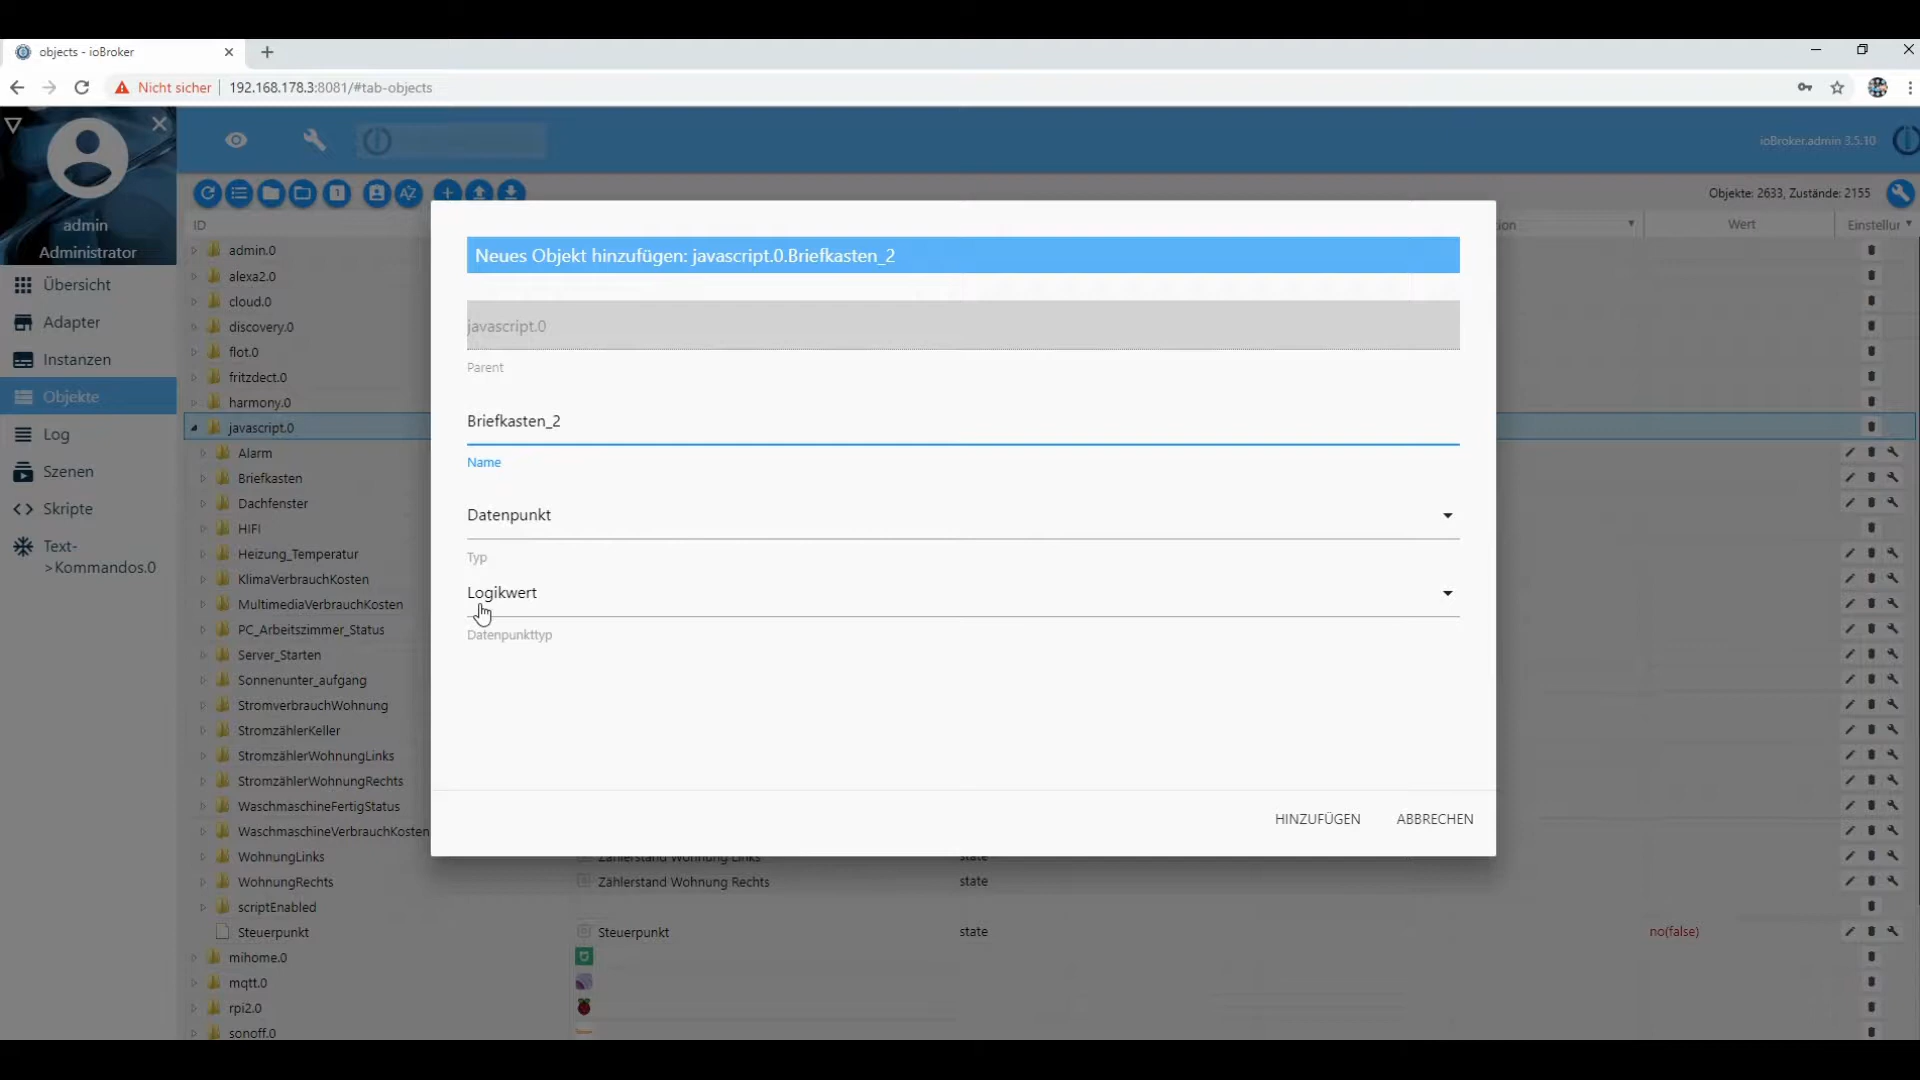 objects - ioBroker
Nicht sicher
192.168.178.3:8081/#tab-objects
ioBroker.admin 3.5.10
admin
Administrator
Übersicht
Adapter
Instanzen
Objekte
Log
Szenen
Skripte
Text-
>Kommandos.0
Objekte: 2633, Zustände: 2155
ID
ion
Wert
Einstellur
admin.0
alexa2.0
cloud.0
discovery.0
flot.0
fritzdect.0
harmony.0
javascript.0
Alarm
Briefkasten
Dachfenster
HIFI
Heizung_Temperatur
KlimaVerbrauchKosten
MultimediaVerbrauchKosten
PC_Arbeitszimmer_Status
Server_Starten
Sonnenunter_aufgang
StromverbrauchWohnung
StromzählerKeller
StromzählerWohnungLinks
StromzählerWohnungRechts
WaschmaschineFertigStatus
WaschmaschineVerbrauchKosten
WohnungLinks Zählerstand Wohnung Links state
WohnungRechts Zählerstand Wohnung Rechts state
scriptEnabled
Steuerpunkt Steuerpunkt state no(false)
mihome.0
mqtt.0
rpi2.0
sonoff.0
Neues Objekt hinzufügen: javascript.0.Briefkasten_2
javascript.0
Parent
Briefkasten_2
Name
Datenpunkt
Typ
Logikwert
Datenpunkttyp
HINZUFÜGEN ABBRECHEN